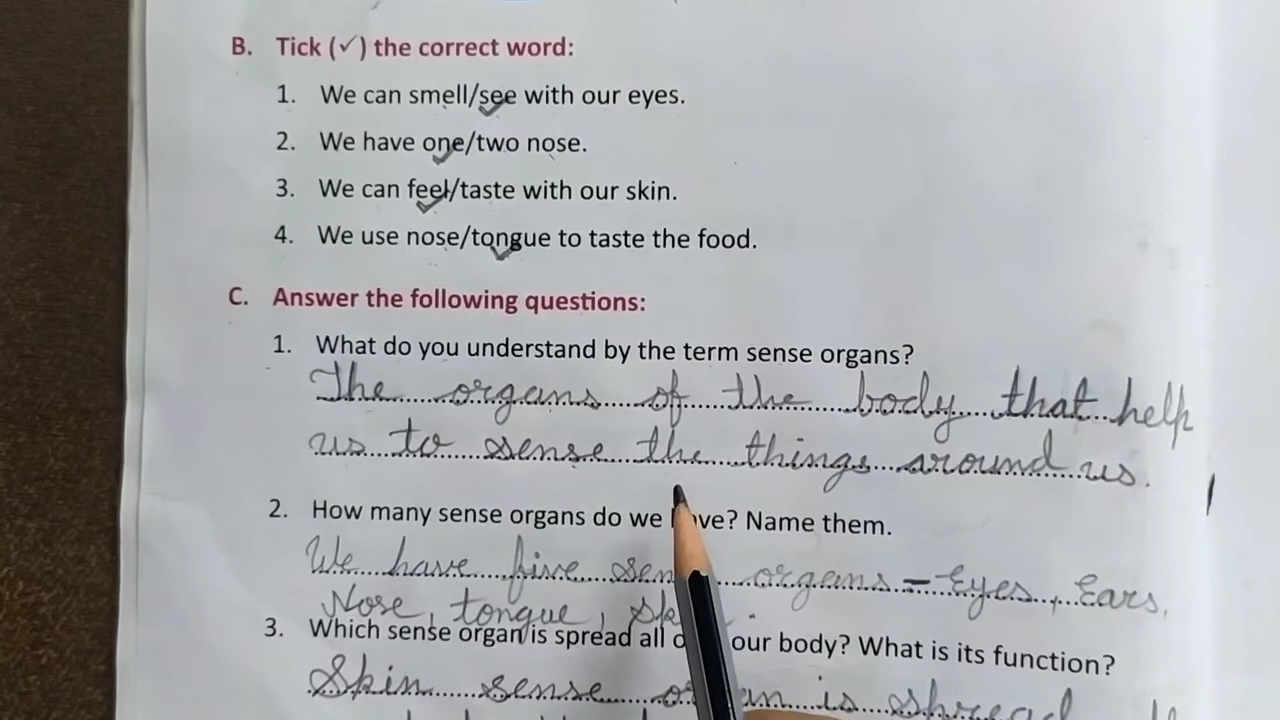 B. Tick (✓) the correct word:
1. We can smell/see with our eyes.
2. We have one/two nose.
3. We can feel/taste with our skin.
4. We use nose/tongue to taste the food.
C. Answer the following questions:
1. What do you understand by the term sense organs?
The organs of the body that help
us to sense the things around us.
2. How many sense organs do we have? Name them.
We have five organs - Eyes, Ears,
Nose, tongue,
3. Which sense organ is spread all our body? What is its function?
Skin sense is